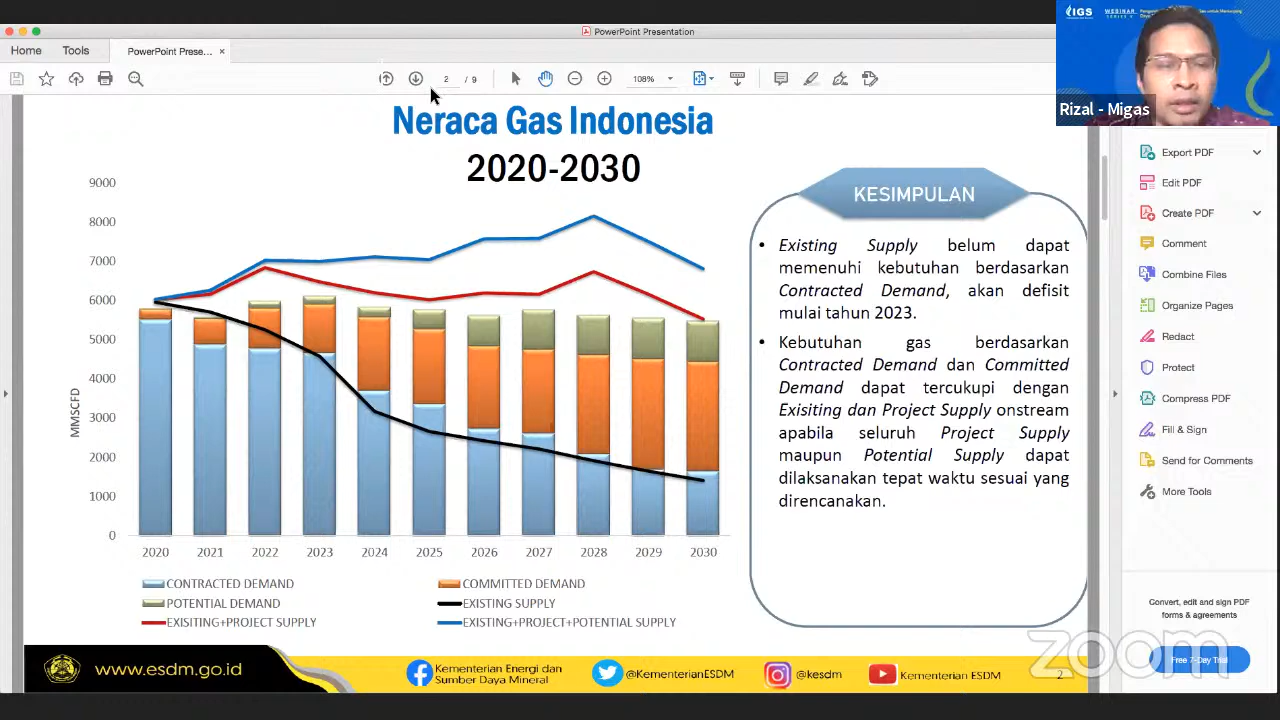 PowerPoint Presentation
Home
Tools
PowerPoint Prese...
×
2 / 9
108%
IGS
WEBINAR
Rizal - Migas
Neraca Gas Indonesia
2020-2030
MMSCFD
9000
8000
7000
6000
5000
4000
3000
2000
1000
0
2020 2021 2022 2023 2024 2025 2026 2027 2028 2029 2030
CONTRACTED DEMAND
COMMITTED DEMAND
POTENTIAL DEMAND
EXISTING SUPPLY
EXISITING+PROJECT SUPPLY
EXISTING+PROJECT+POTENTIAL SUPPLY
KESIMPULAN
• Existing Supply belum dapat
memenuhi kebutuhan berdasarkan
Contracted Demand, akan defisit
mulai tahun 2023.
• Kebutuhan gas berdasarkan
Contracted Demand dan Committed
Demand dapat tercukupi dengan
Exisiting dan Project Supply onstream
apabila seluruh Project Supply
maupun Potential Supply dapat
dilaksanakan tepat waktu sesuai yang
direncanakan.
Export PDF
Edit PDF
Create PDF
Comment
Combine Files
Organize Pages
Redact
Protect
Compress PDF
Fill & Sign
Send for Comments
More Tools
Convert, edit and sign PDF
forms & agreements
Free 7-Day Trial
www.esdm.go.id
Kementerian Energi dan
Sumber Daya Mineral
@KementerianESDM
@kesdm
Kementerian ESDM
2
zoom